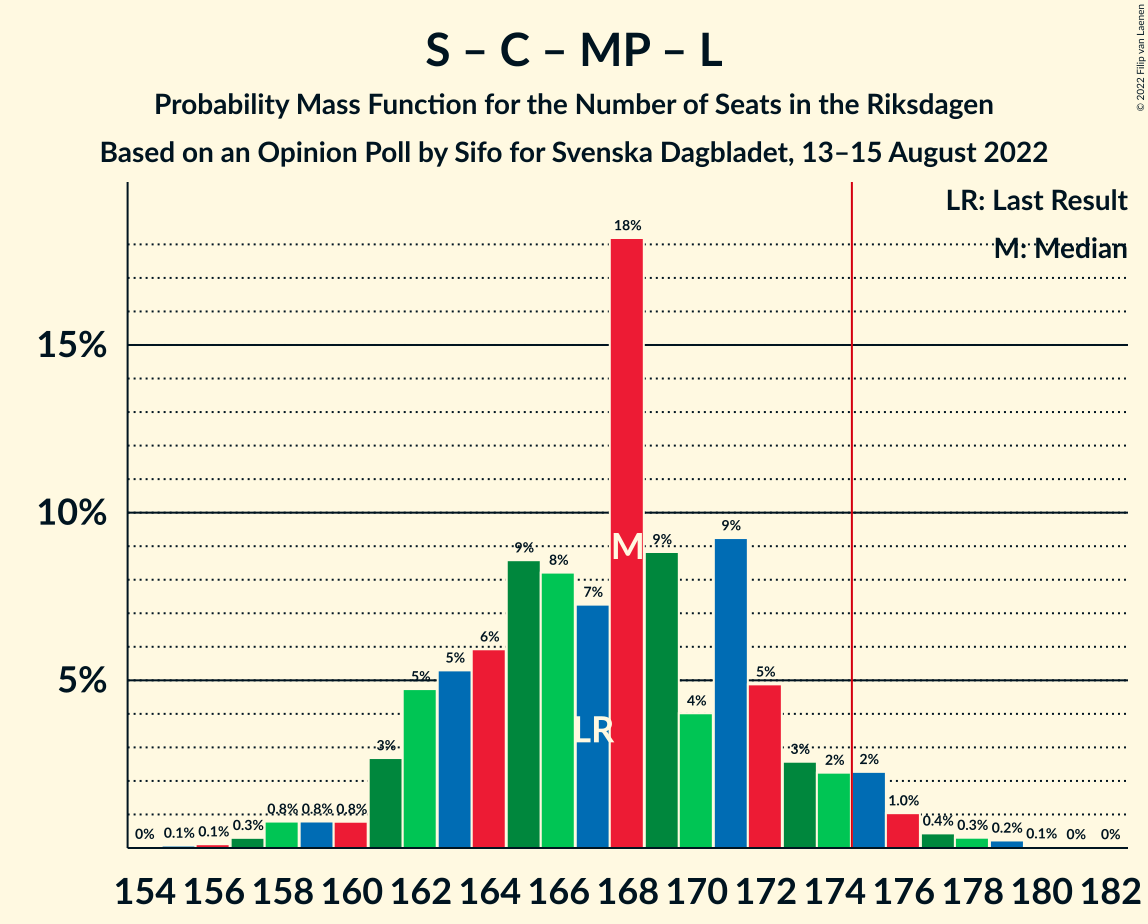 S – C – MP – L
Probability Mass Function for the Number of Seats in the Riksdagen
Based on an Opinion Poll by Sifo for Svenska Dagbladet, 13–15 August 2022
© 2022 Filip van Laenen
LR: Last Result
M: Median
18%
15%
10%
9% 8% 7% M 9% 9%
5%
0% 0.1% 0.1% 0.3% 0.8% 0.8% 0.8% 3% 5% 5% 6% LR 4% 5% 3% 2% 2% 1.0% 0.4% 0.3% 0.2% 0.1% 0% 0%
154 156 158 160 162 164 166 168 170 172 174 176 178 180 182